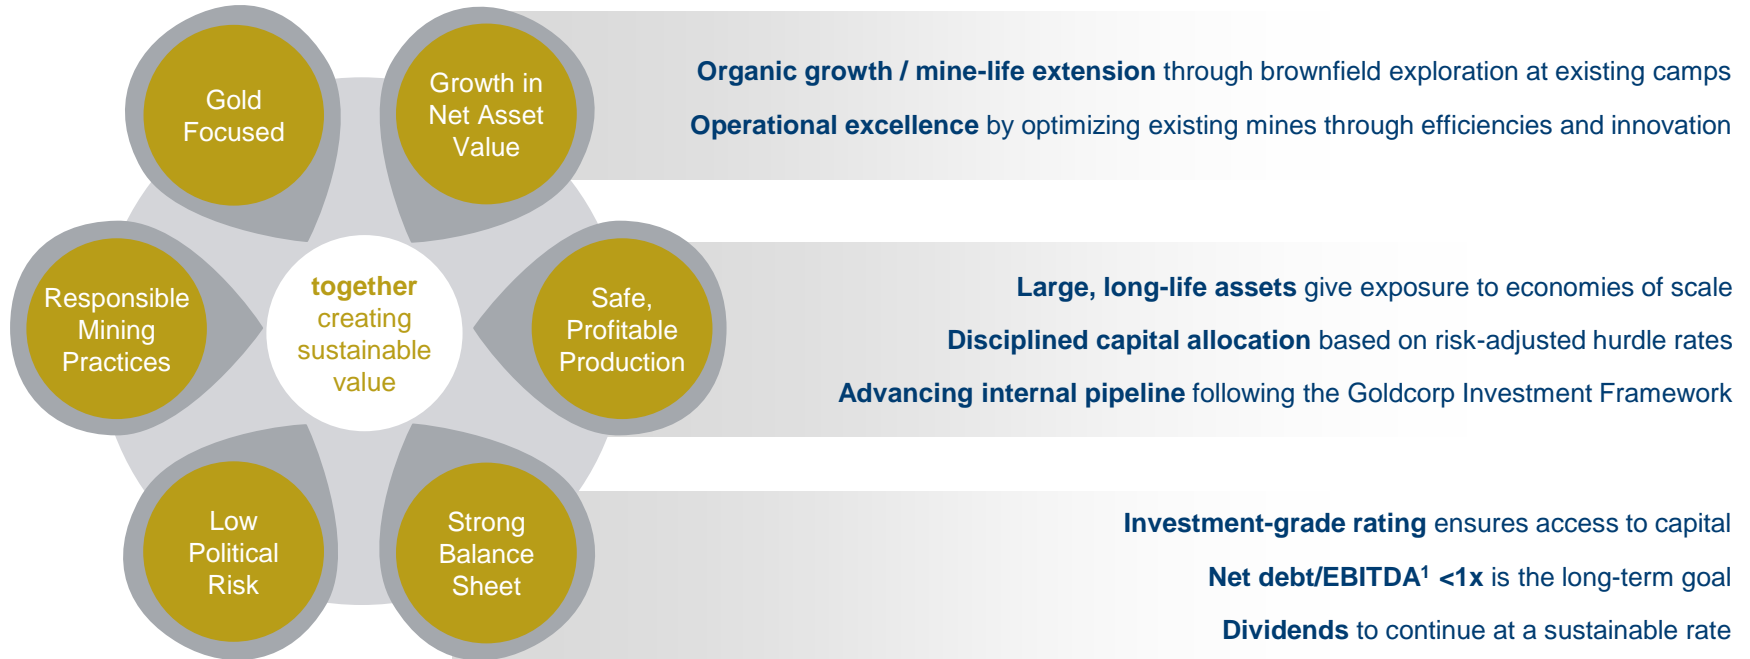 Gold
Focused
Growth in
Net Asset
Value
Organic growth / mine-life extension through brownfield exploration at existing camps
Operational excellence by optimizing existing mines through efficiencies and innovation
Responsible
Mining
Practices
together
creating
sustainable
value
Safe,
Profitable
Production
Large, long-life assets give exposure to economies of scale
Disciplined capital allocation based on risk-adjusted hurdle rates
Advancing internal pipeline following the Goldcorp Investment Framework
Low
Political
Risk
Strong
Balance
Sheet
Investment-grade rating ensures access to capital
Net debt/EBITDA¹ <1x is the long-term goal
Dividends to continue at a sustainable rate